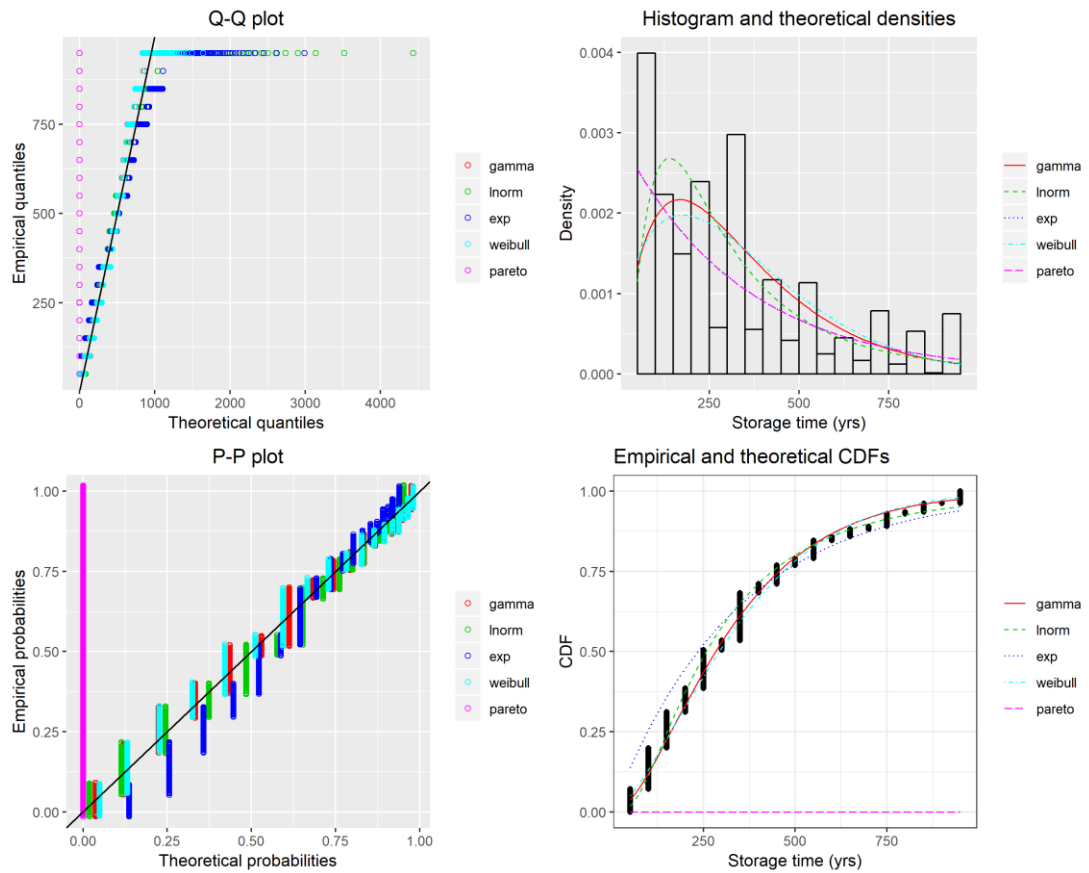 Q-Q plot
Empirical quantiles
750
500
250
0
1000
2000
3000
4000
Theoretical quantiles
gamma
lnorm
exp
weibull
pareto
Histogram and theoretical densities
Density
0.004
0.003
0.002
0.001
0.000
250
500
750
Storage time (yrs)
gamma
lnorm
exp
weibull
pareto
P-P plot
Empirical probabilities
1.00
0.75
0.50
0.25
0.00
0.00
0.25
0.50
0.75
1.00
Theoretical probabilities
gamma
lnorm
exp
weibull
pareto
Empirical and theoretical CDFs
CDF
1.00
0.75
0.50
0.25
0.00
250
500
750
Storage time (yrs)
gamma
lnorm
exp
weibull
pareto